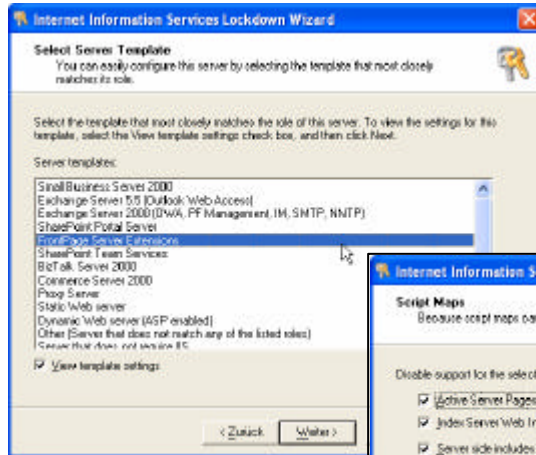 Internet Information Services Lockdown Wizard
Select Server Template
You can easily configure this server by selecting the template that most closely
matches its role.
Select the template that most closely matches the role of this server. To view the settings for this
template, select the View template settings check box, and then click Next.
Server templates:
Small Business Server 2000
Exchange Server 5.5 (Outlook Web Access)
Exchange Server 2000 (OWA, PF Management, IM, SMTP, NNTP)
SharePoint Portal Server
FrontPage Server Extensions
SharePoint Team Services
BizTalk Server 2000
Commerce Server 2000
Proxy Server
Static Web server
Dynamic Web server (ASP enabled)
Other (Server that does not match any of the listed roles)
Server that does not require IIS
View template settings
< Zurück
Weiter >
Internet Information S
Script Maps
Because script maps can
Disable support for the select
Active Server Pages
Index Server Web In
Server side includes